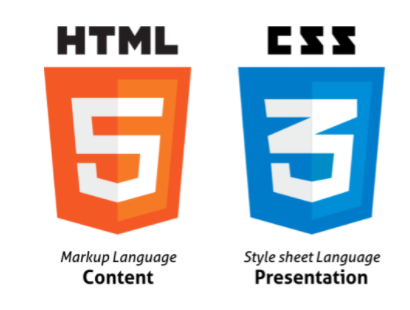 HTML
5
Markup Language
Content
CSS
3
Style sheet Language
Presentation